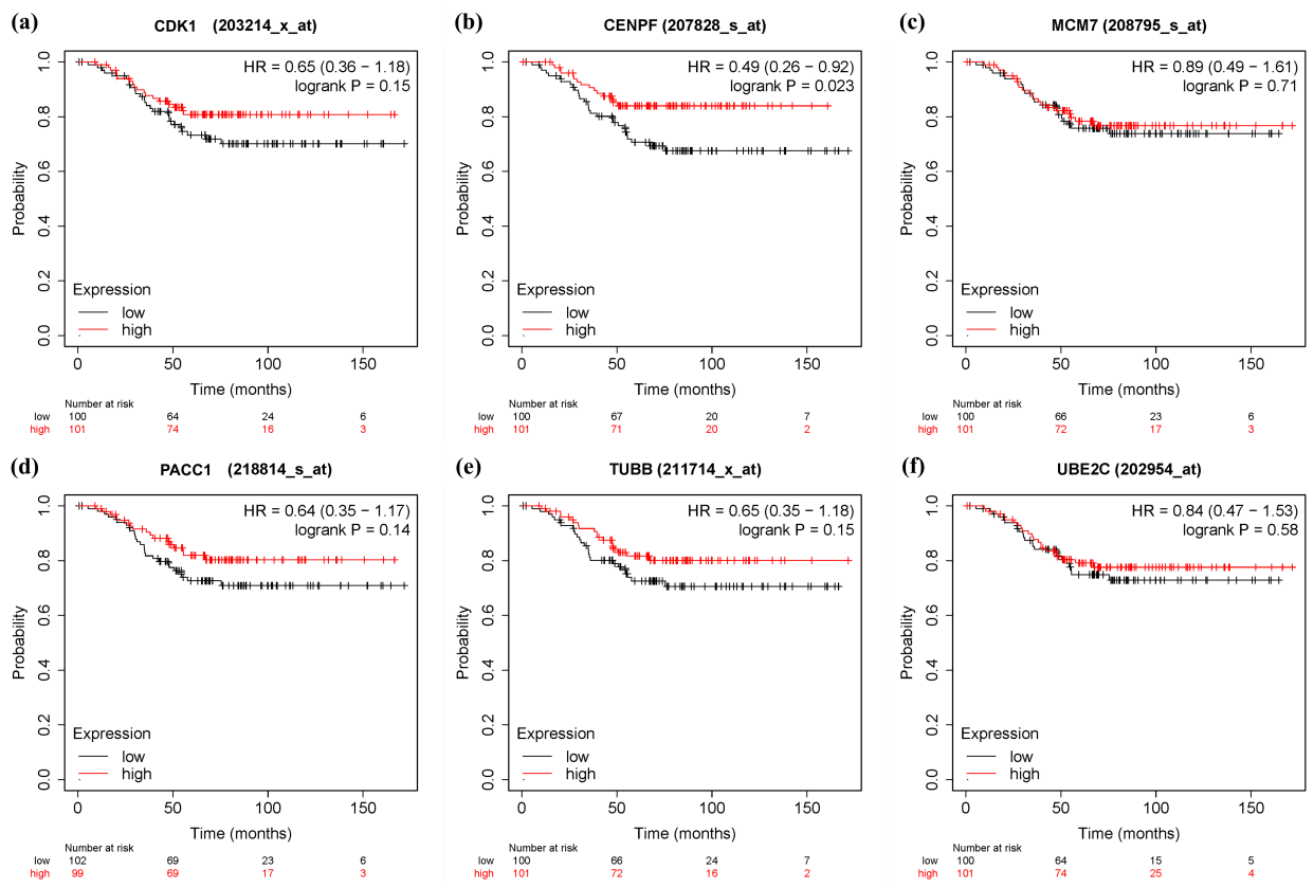 (a)
CDK1 (203214_x_at)
HR = 0.65 (0.36 − 1.18)
logrank P = 0.15
Probability
1.0
0.8
0.6
0.4
0.2
0.0
Expression
low
high
0 50 100 150
Time (months)
Number at risk
low 100 64 24 6
high 101 74 16 3
(b)
CENPF (207828_s_at)
HR = 0.49 (0.26 − 0.92)
logrank P = 0.023
Probability
1.0
0.8
0.6
0.4
0.2
0.0
Expression
low
high
0 50 100 150
Time (months)
Number at risk
low 100 67 20 7
high 101 71 20 2
(c)
MCM7 (208795_s_at)
HR = 0.89 (0.49 − 1.61)
logrank P = 0.71
Probability
1.0
0.8
0.6
0.4
0.2
0.0
Expression
low
high
0 50 100 150
Time (months)
Number at risk
low 100 66 23 6
high 101 72 17 3
(d)
PACC1 (218814_s_at)
HR = 0.64 (0.35 − 1.17)
logrank P = 0.14
Probability
1.0
0.8
0.6
0.4
0.2
0.0
Expression
low
high
0 50 100 150
Time (months)
Number at risk
low 102 69 23 6
high 99 69 17 3
(e)
TUBB (211714_x_at)
HR = 0.65 (0.35 − 1.18)
logrank P = 0.15
Probability
1.0
0.8
0.6
0.4
0.2
0.0
Expression
low
high
0 50 100 150
Time (months)
Number at risk
low 100 66 24 7
high 101 72 16 2
(f)
UBE2C (202954_at)
HR = 0.84 (0.47 − 1.53)
logrank P = 0.58
Probability
1.0
0.8
0.6
0.4
0.2
0.0
Expression
low
high
0 50 100 150
Time (months)
Number at risk
low 100 64 15 5
high 101 74 25 4